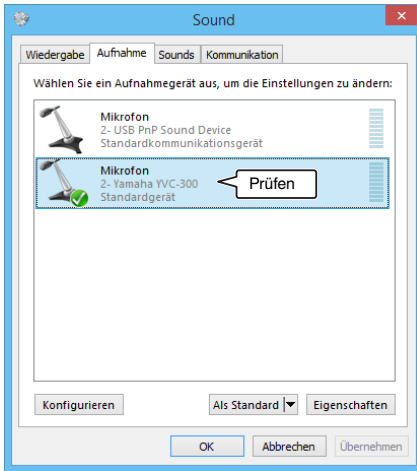 Sound
Wiedergabe Aufnahme Sounds Kommunikation
Wählen Sie ein Aufnahmegerät aus, um die Einstellungen zu ändern:
Mikrofon
2- USB PnP Sound Device
Standardkommunikationsgerät
Mikrofon
2- Yamaha YVC-300
Standardgerät
Prüfen
Konfigurieren Als Standard Eigenschaften
OK Abbrechen Übernehmen